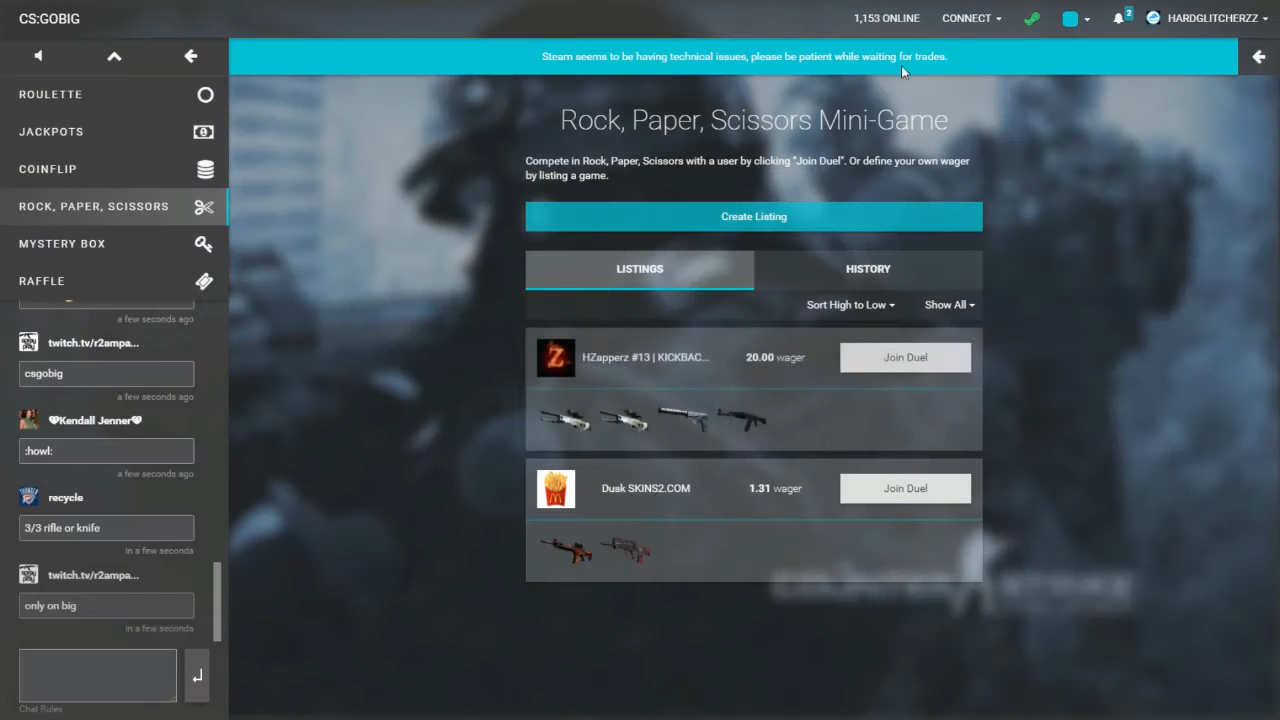 CS:GOBIG
1,153 ONLINE
CONNECT
2
HARDGLITCHERZZ
Steam seems to be having technical issues, please be patient while waiting for trades.
ROULETTE
JACKPOTS
COINFLIP
ROCK, PAPER, SCISSORS
MYSTERY BOX
RAFFLE
a few seconds ago
twitch.tv/r2ampa...
csgobig
a few seconds ago
🖤Kendall Jenner🖤
:howl:
a few seconds ago
recycle
3/3 rifle or knife
in a few seconds
twitch.tv/r2ampa...
only on big
in a few seconds
Chat Rules
Rock, Paper, Scissors Mini-Game
Compete in Rock, Paper, Scissors with a user by clicking "Join Duel". Or define your own wager
by listing a game.
Create Listing
LISTINGS
HISTORY
Sort High to Low
Show All
Z
HZapperz #13 | KICKBAC...
20.00 wager
Join Duel
Dusk SKINS2.COM
1.31 wager
Join Duel